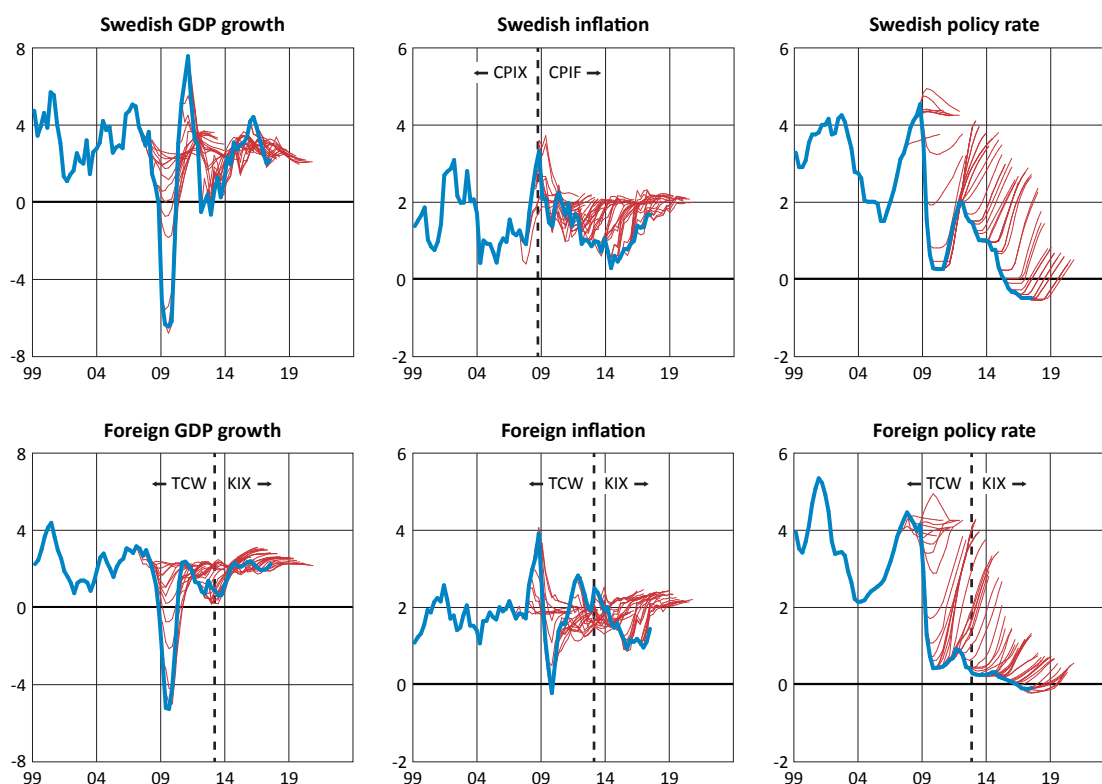 Swedish GDP growth
Swedish inflation
Swedish policy rate
8
4
0
-4
-8
99 04 09 14 19
6
4
2
0
-2
99 04 09 14 19
← CPIX CPIF →
6
4
2
0
-2
99 04 09 14 19
Foreign GDP growth
Foreign inflation
Foreign policy rate
8
4
0
-4
-8
99 04 09 14 19
← TCW KIX →
6
4
2
0
-2
99 04 09 14 19
← TCW KIX →
6
4
2
0
-2
99 04 09 14 19
← TCW KIX →